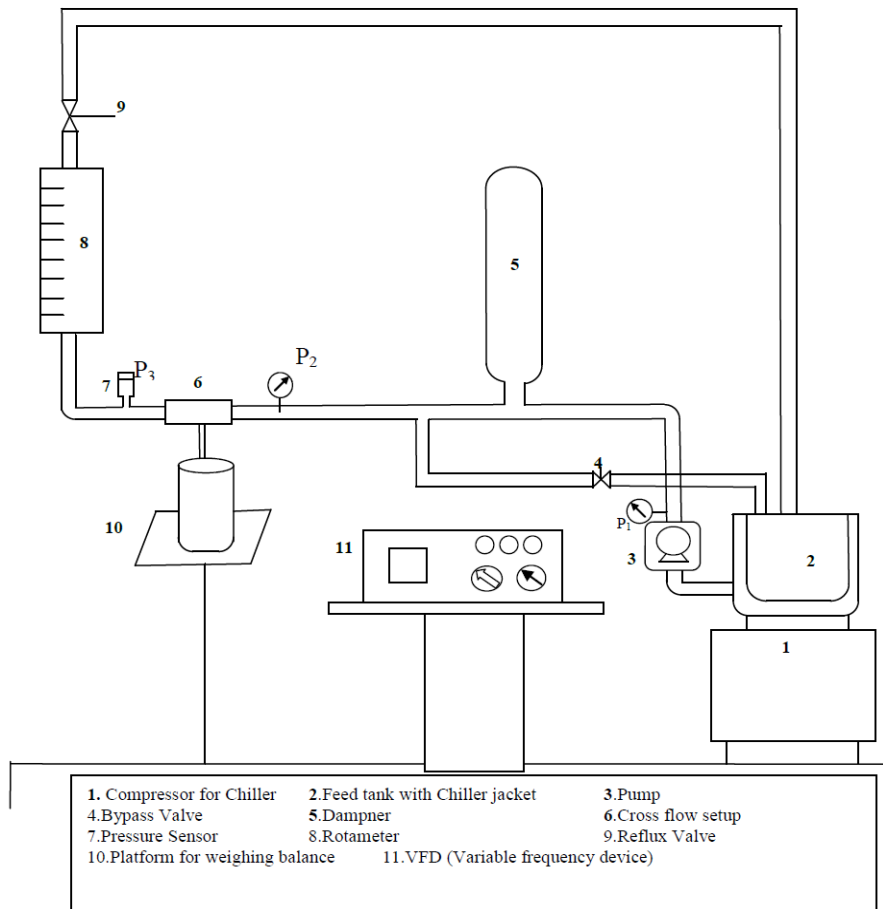 9
8
5
P3
7
6
P2
4
P1
10
11
3
2
1
1. Compressor for Chiller 2.Feed tank with Chiller jacket 3.Pump
4.Bypass Valve 5.Dampner 6.Cross flow setup
7.Pressure Sensor 8.Rotameter 9.Reflux Valve
10.Platform for weighing balance 11.VFD (Variable frequency device)